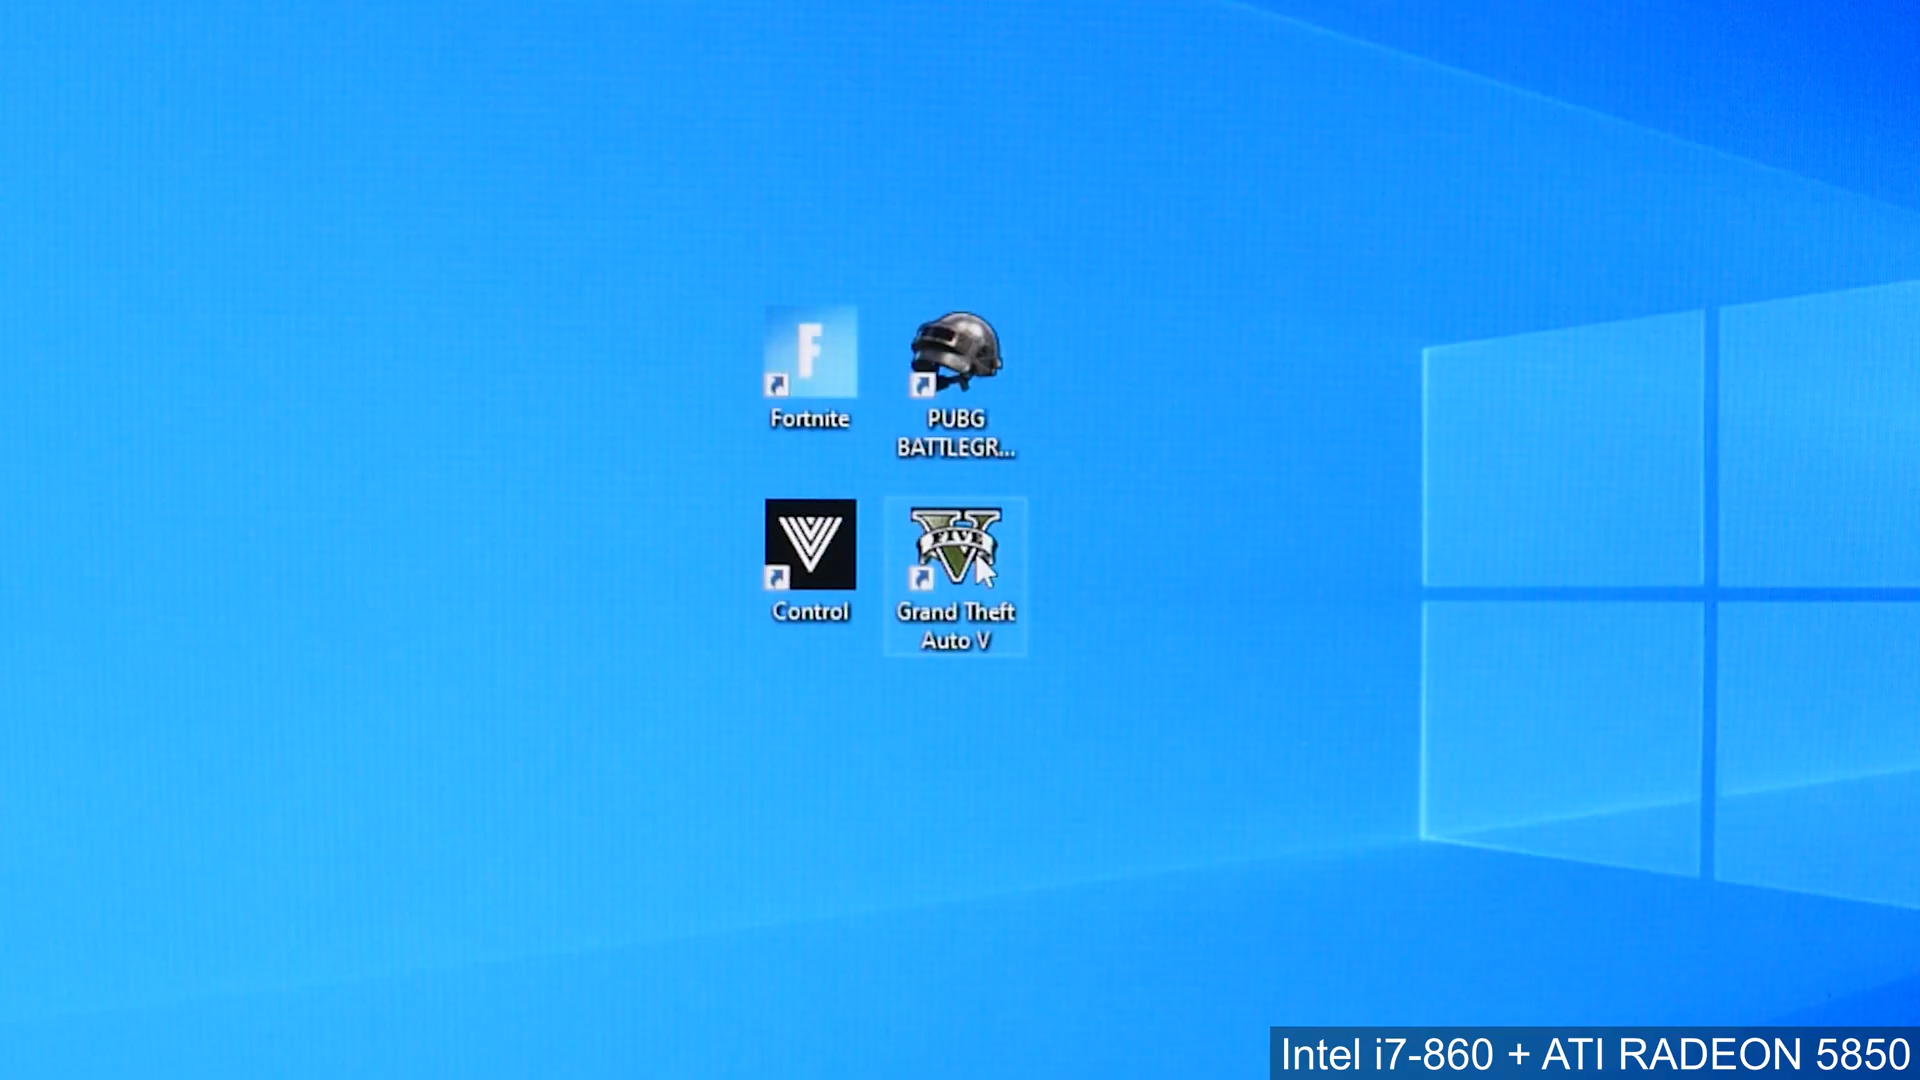 F
Fortnite
PUBG
BATTLEGR...
Control
FIVE
Grand Theft
Auto V
Intel i7-860 + ATI RADEON 5850